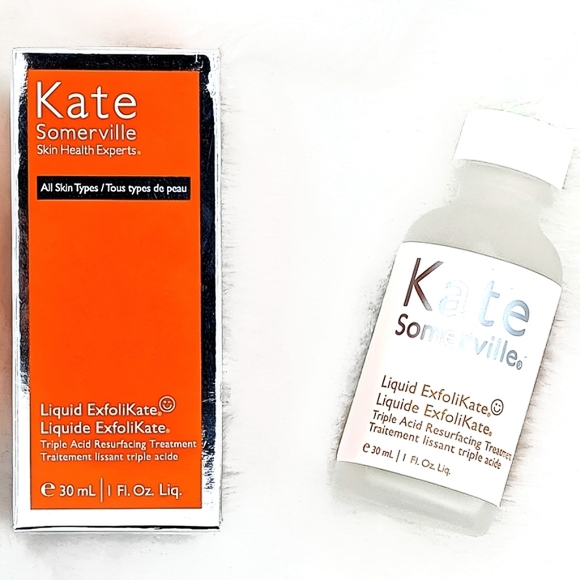 Kate
Somerville
Skin Health Experts®
All Skin Types / Tous types de peau
Liquid ExfoliKate®
Liquide ExfoliKate®
Triple Acid Resurfacing Treatment
Traitement lissant triple acide
℮ 30 mL | 1 Fl. Oz. Liq.
Kate
Somerville®
Liquid ExfoliKate®
Liquide ExfoliKate®
Triple Acid Resurfacing Treatment
Traitement lissant triple acide
℮ 30 mL | 1 Fl. Oz. Liq.